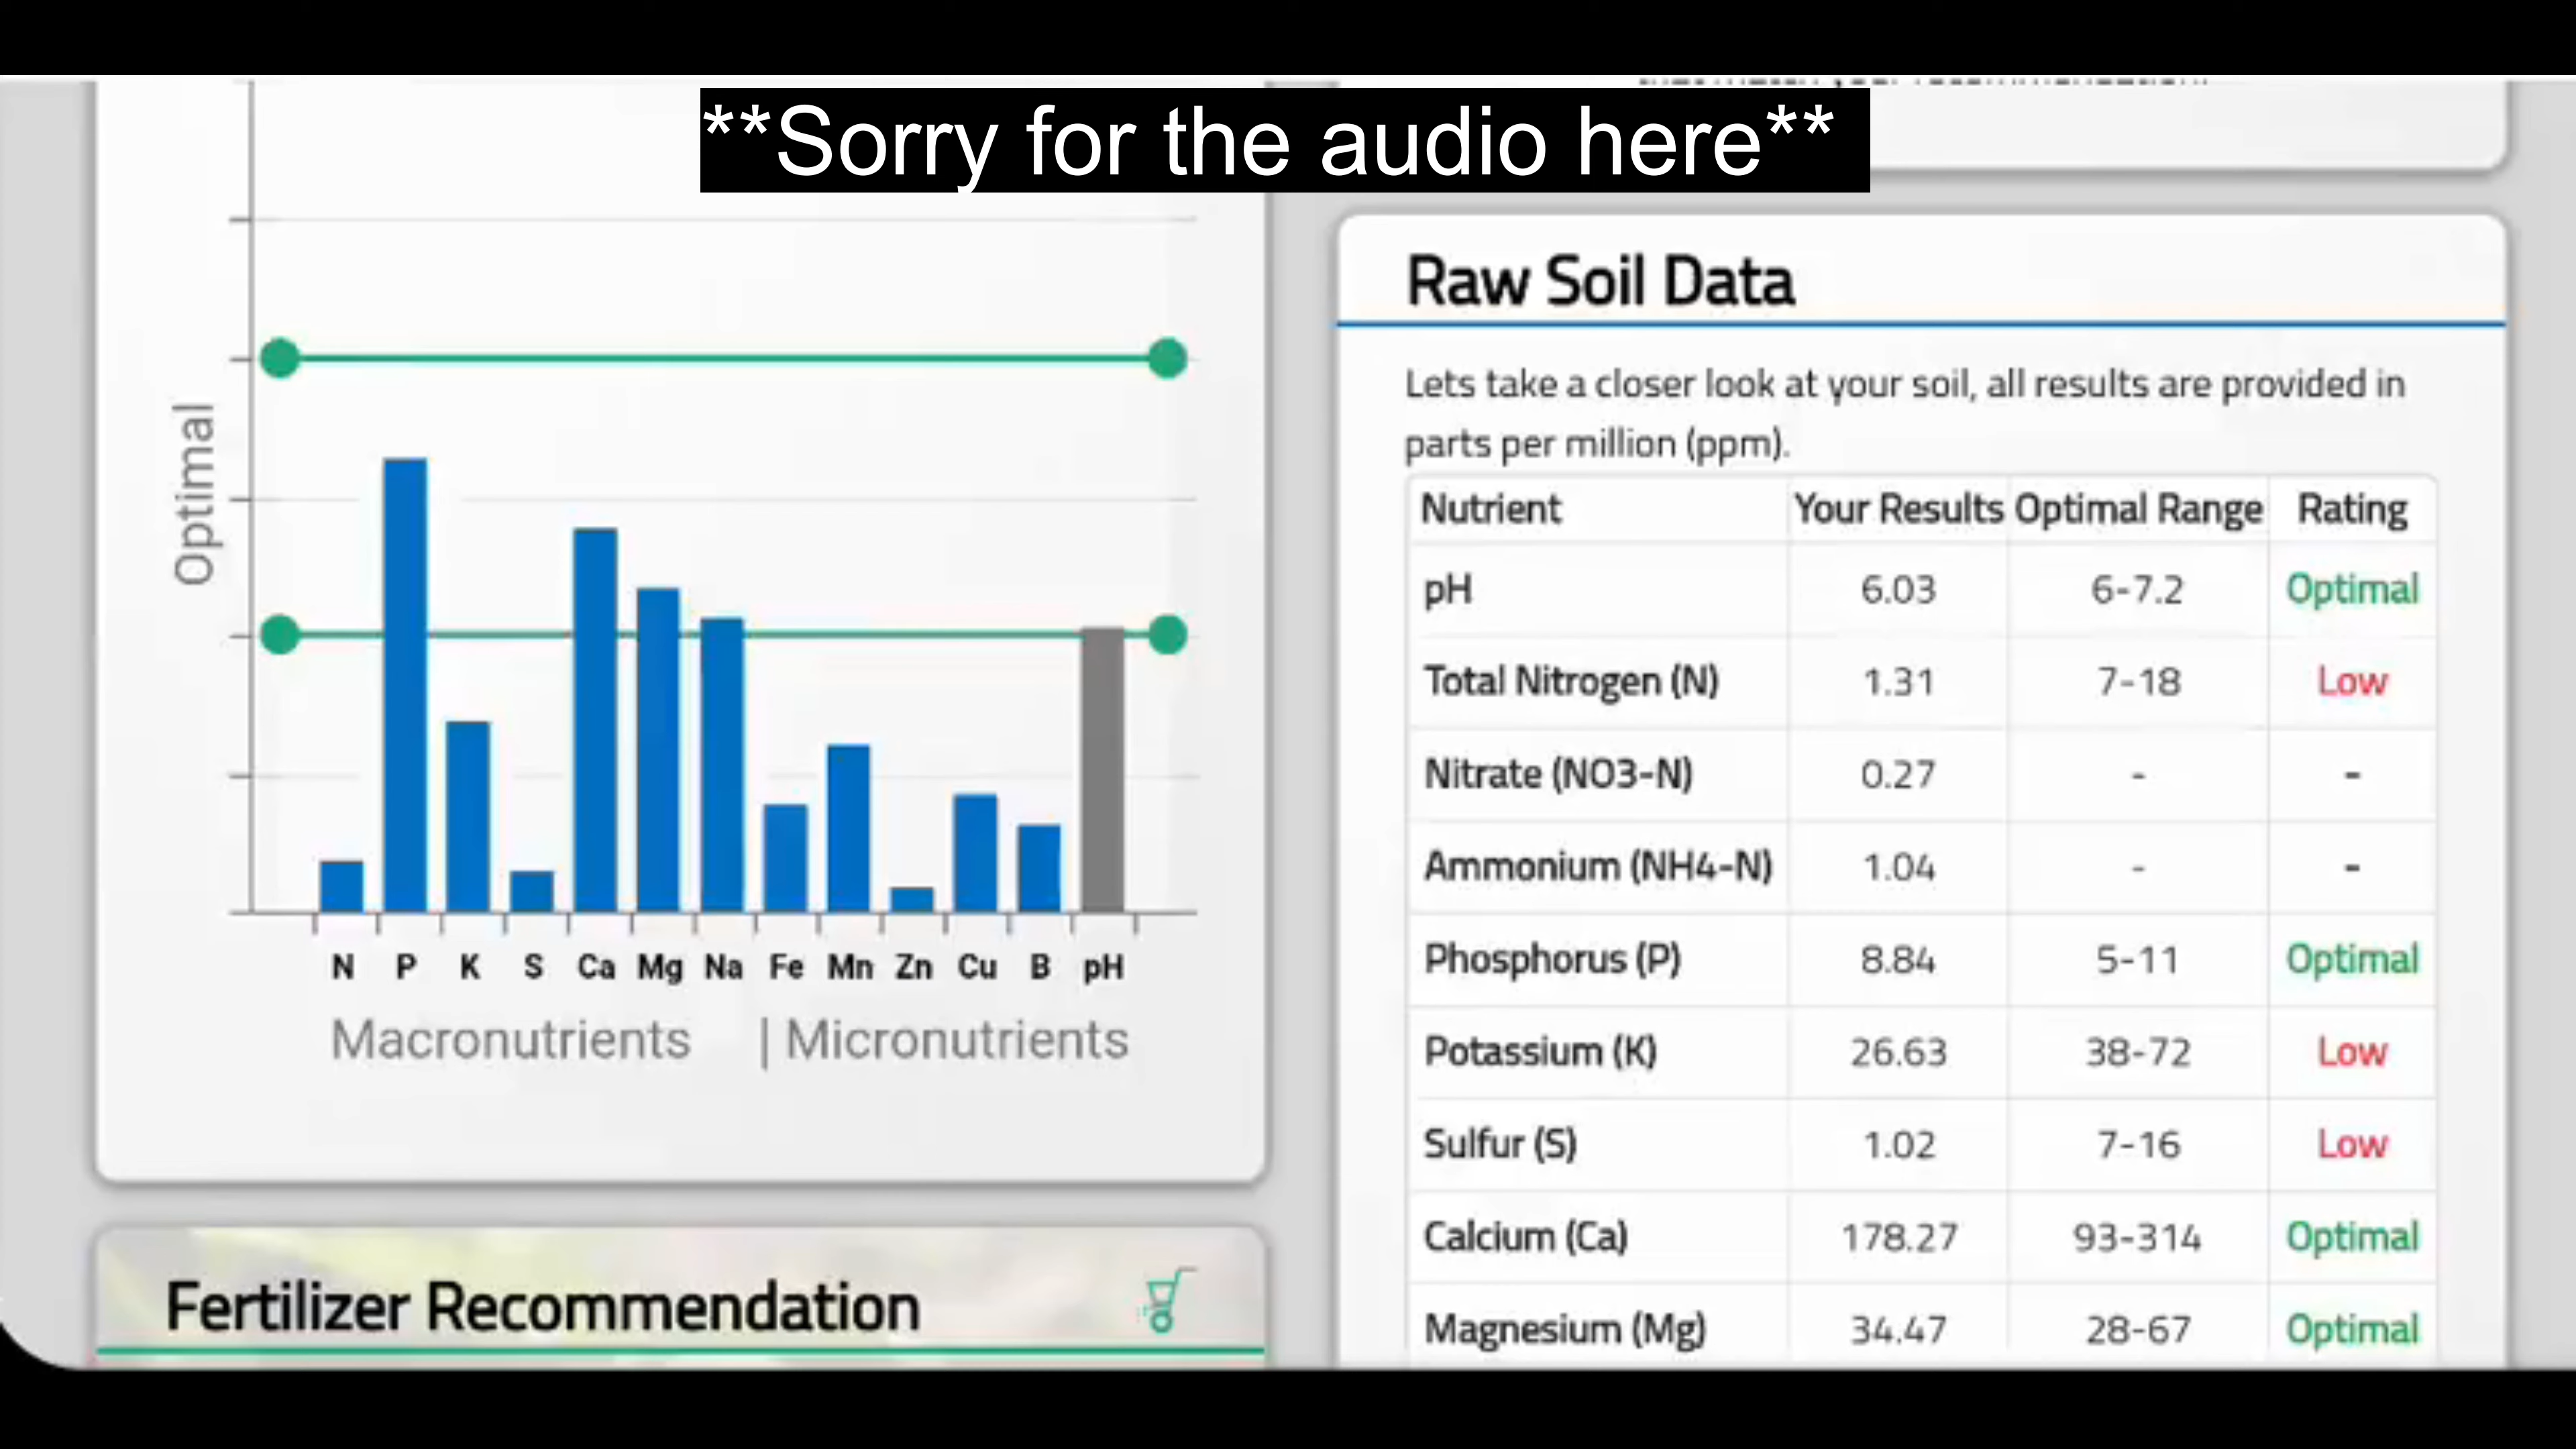 **Sorry for the audio here**
Optimal
N P K S Ca Mg Na Fe Mn Zn Cu B pH
Macronutrients | Micronutrients
Fertilizer Recommendation
Raw Soil Data
Lets take a closer look at your soil, all results are provided in
parts per million (ppm).
Nutrient Your Results Optimal Range Rating
pH 6.03 6-7.2 Optimal
Total Nitrogen (N) 1.31 7-18 Low
Nitrate (NO3-N) 0.27 - -
Ammonium (NH4-N) 1.04 - -
Phosphorus (P) 8.84 5-11 Optimal
Potassium (K) 26.63 38-72 Low
Sulfur (S) 1.02 7-16 Low
Calcium (Ca) 178.27 93-314 Optimal
Magnesium (Mg) 34.47 28-67 Optimal